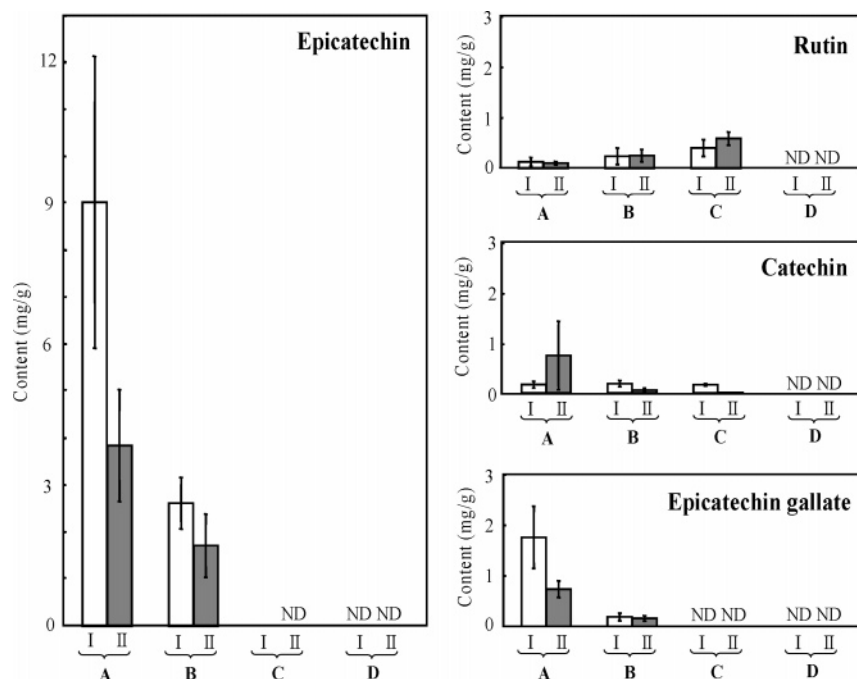 Epicatechin
Content (mg/g)
12
9
6
3
0
ND
ND ND
I II I II I II I II
A B C D
Rutin
Content (mg/g)
3
2
1
0
ND ND
I II I II I II I II
A B C D
Catechin
Content (mg/g)
3
2
1
0
ND ND
I II I II I II I II
A B C D
Epicatechin gallate
Content (mg/g)
3
2
1
0
ND ND ND ND
I II I II I II I II
A B C D